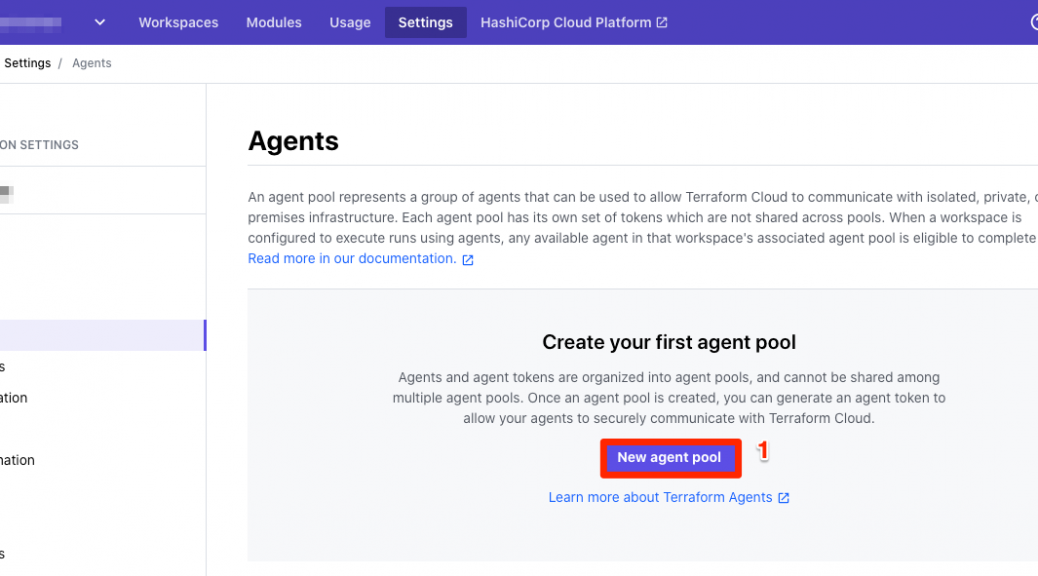 Workspaces Modules Usage Settings HashiCorp Cloud Platform
Settings / Agents
ON SETTINGS
Agents
An agent pool represents a group of agents that can be used to allow Terraform Cloud to communicate with isolated, private,
premises infrastructure. Each agent pool has its own set of tokens which are not shared across pools. When a workspace is
configured to execute runs using agents, any available agent in that workspace's associated agent pool is eligible to complete
Read more in our documentation.
Create your first agent pool
s
Agents and agent tokens are organized into agent pools, and cannot be shared among
ation
multiple agent pools. Once an agent pool is created, you can generate an agent token to
allow your agents to securely communicate with Terraform Cloud.
New agent pool 1
nation
Learn more about Terraform Agents
s